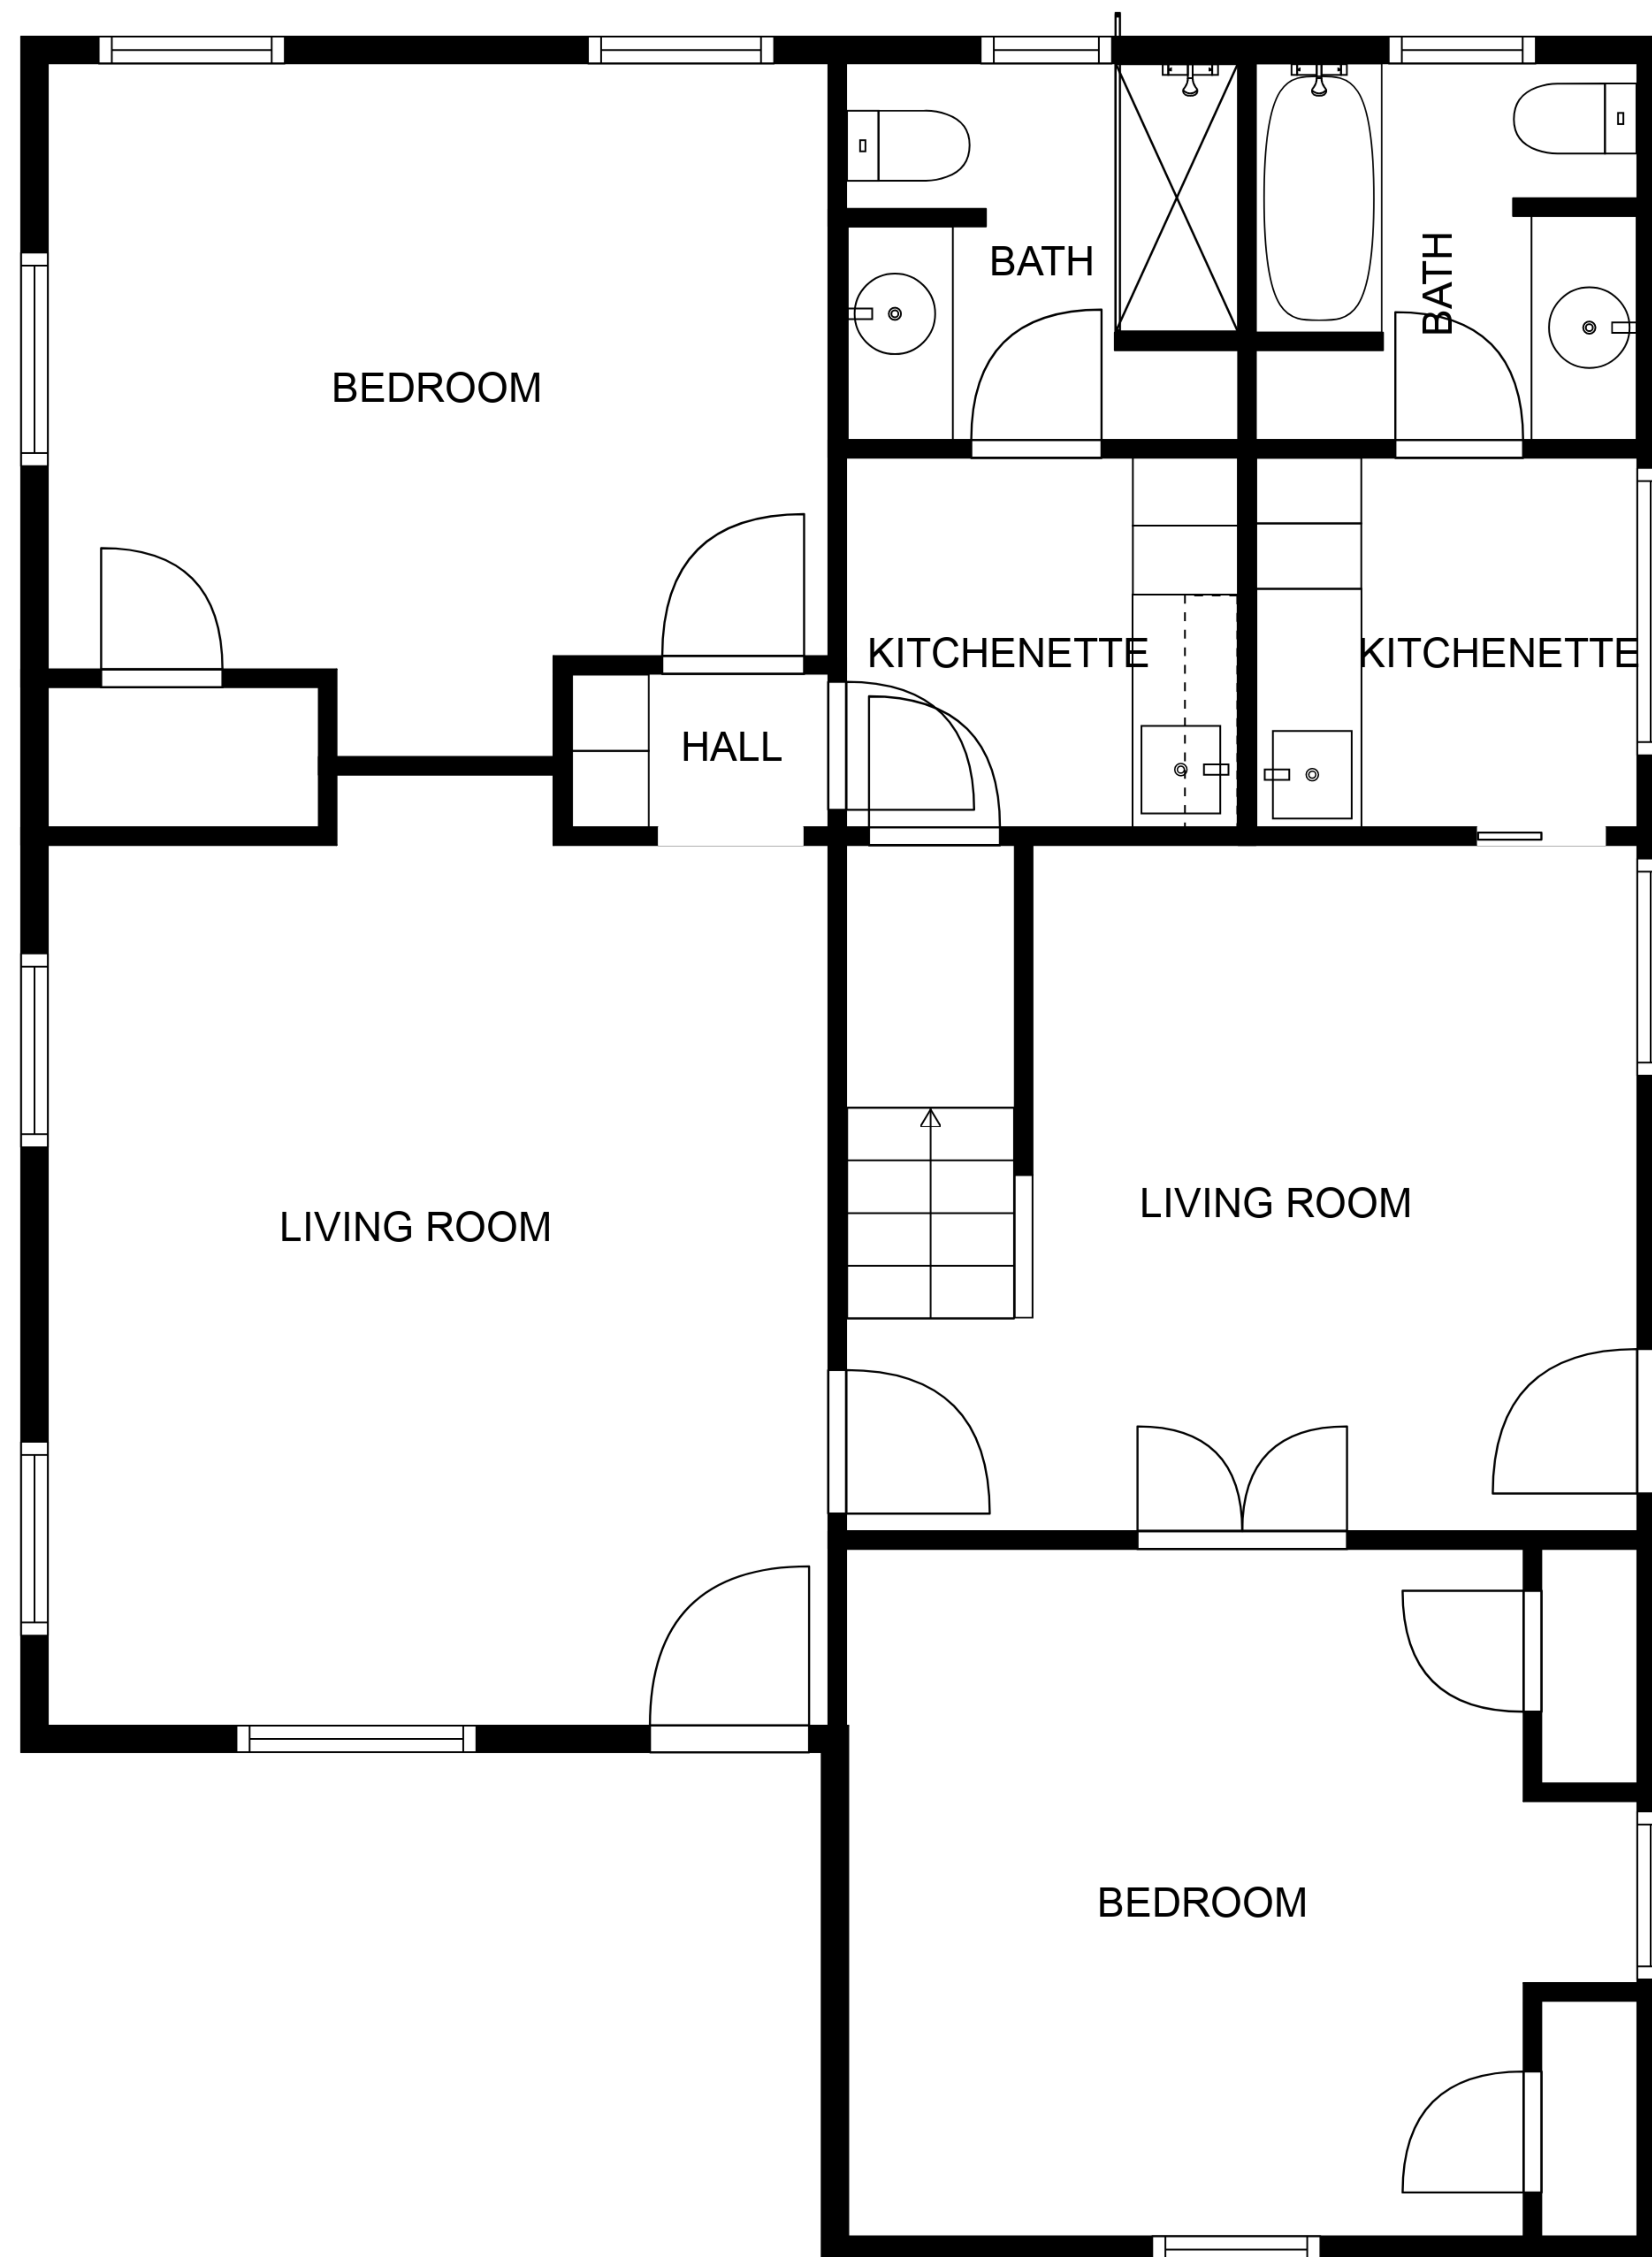 BATH
BATH
BEDROOM
KITCHENETTE
KITCHENETTE
HALL
LIVING ROOM
LIVING ROOM
BEDROOM